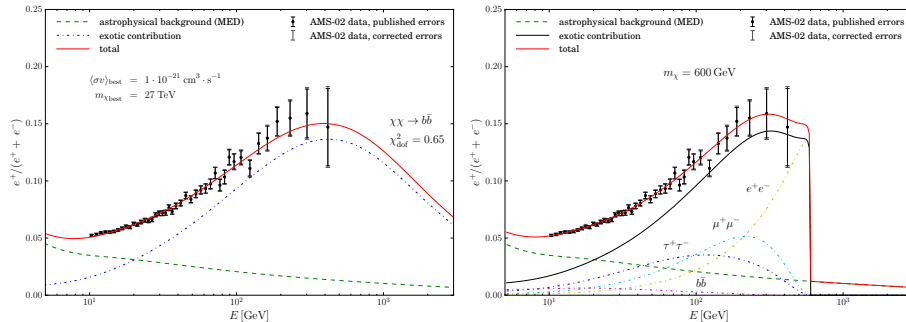 astrophysical background (MED)
exotic contribution
total
AMS-02 data, published errors
AMS-02 data, corrected errors
⟨σv⟩best = 1 · 10⁻²¹ cm³ · s⁻¹
mχbest = 27 TeV
χχ → bb̄
χ²dof = 0.65
e⁺/(e⁺ + e⁻)
0.25
0.20
0.15
0.10
0.05
0.00
10¹
10²
10³
E [GeV]
astrophysical background (MED)
exotic contribution
total
AMS-02 data, published errors
AMS-02 data, corrected errors
mχ = 600 GeV
e⁺e⁻
μ⁺μ⁻
τ⁺τ⁻
bb̄
e⁺/(e⁺ + e⁻)
0.25
0.20
0.15
0.10
0.05
0.00
10¹
10²
10³
E [GeV]